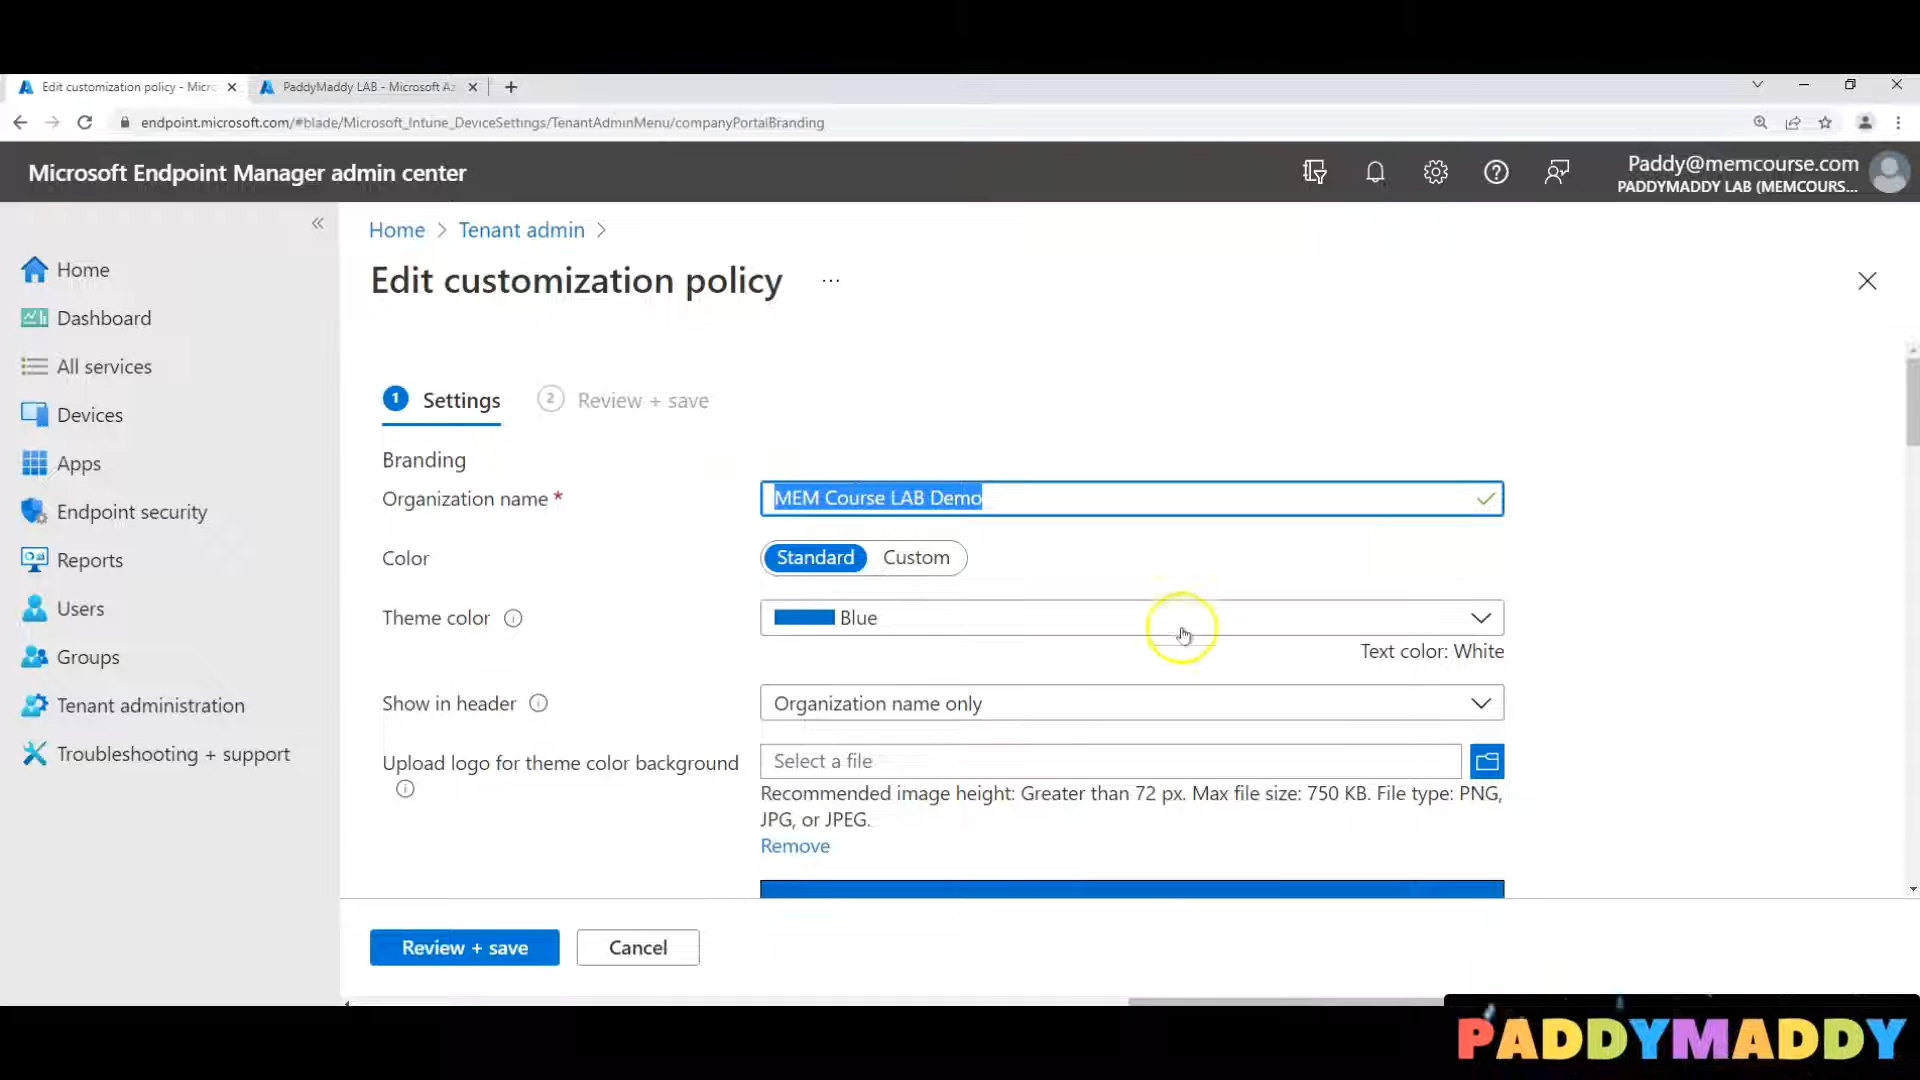 Edit customization policy - Micro
PaddyMaddy LAB - Microsoft Az
endpoint.microsoft.com/#blade/Microsoft_Intune_DeviceSettings/TenantAdminMenu/companyPortalBranding
Microsoft Endpoint Manager admin center
Paddy@memcourse.com
PADDYMADDY LAB (MEMCOURS...
Home > Tenant admin >
Edit customization policy ...
Home
Dashboard
All services
Devices
Apps
Endpoint security
Reports
Users
Groups
Tenant administration
Troubleshooting + support
1 Settings
2 Review + save
Branding
Organization name *
MEM Course LAB Demo
Color
Standard Custom
Theme color
Blue
Text color: White
Show in header
Organization name only
Upload logo for theme color background
Select a file
Recommended image height: Greater than 72 px. Max file size: 750 KB. File type: PNG,
JPG, or JPEG.
Remove
Review + save
Cancel
PADDYMADDY